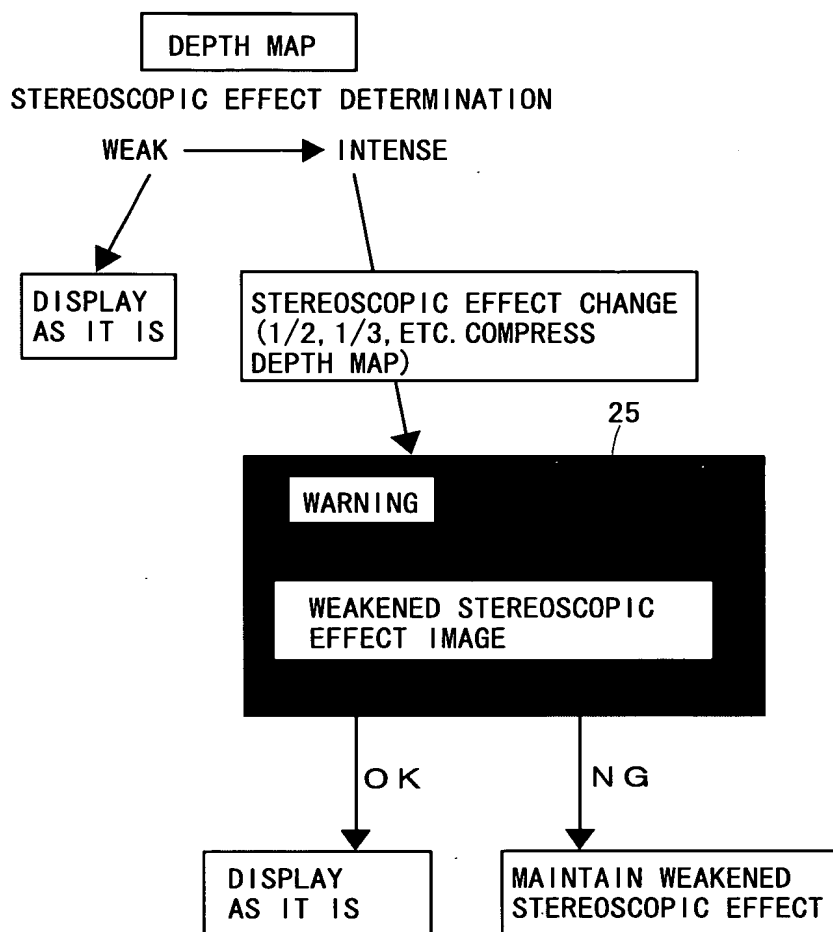 DEPTH MAP
STEREOSCOPIC EFFECT DETERMINATION
WEAK INTENSE
DISPLAY
AS IT IS
STEREOSCOPIC EFFECT CHANGE
(1/2, 1/3, ETC. COMPRESS
DEPTH MAP)
25
WARNING
WEAKENED STEREOSCOPIC
EFFECT IMAGE
OK NG
DISPLAY
AS IT IS
MAINTAIN WEAKENED
STEREOSCOPIC EFFECT